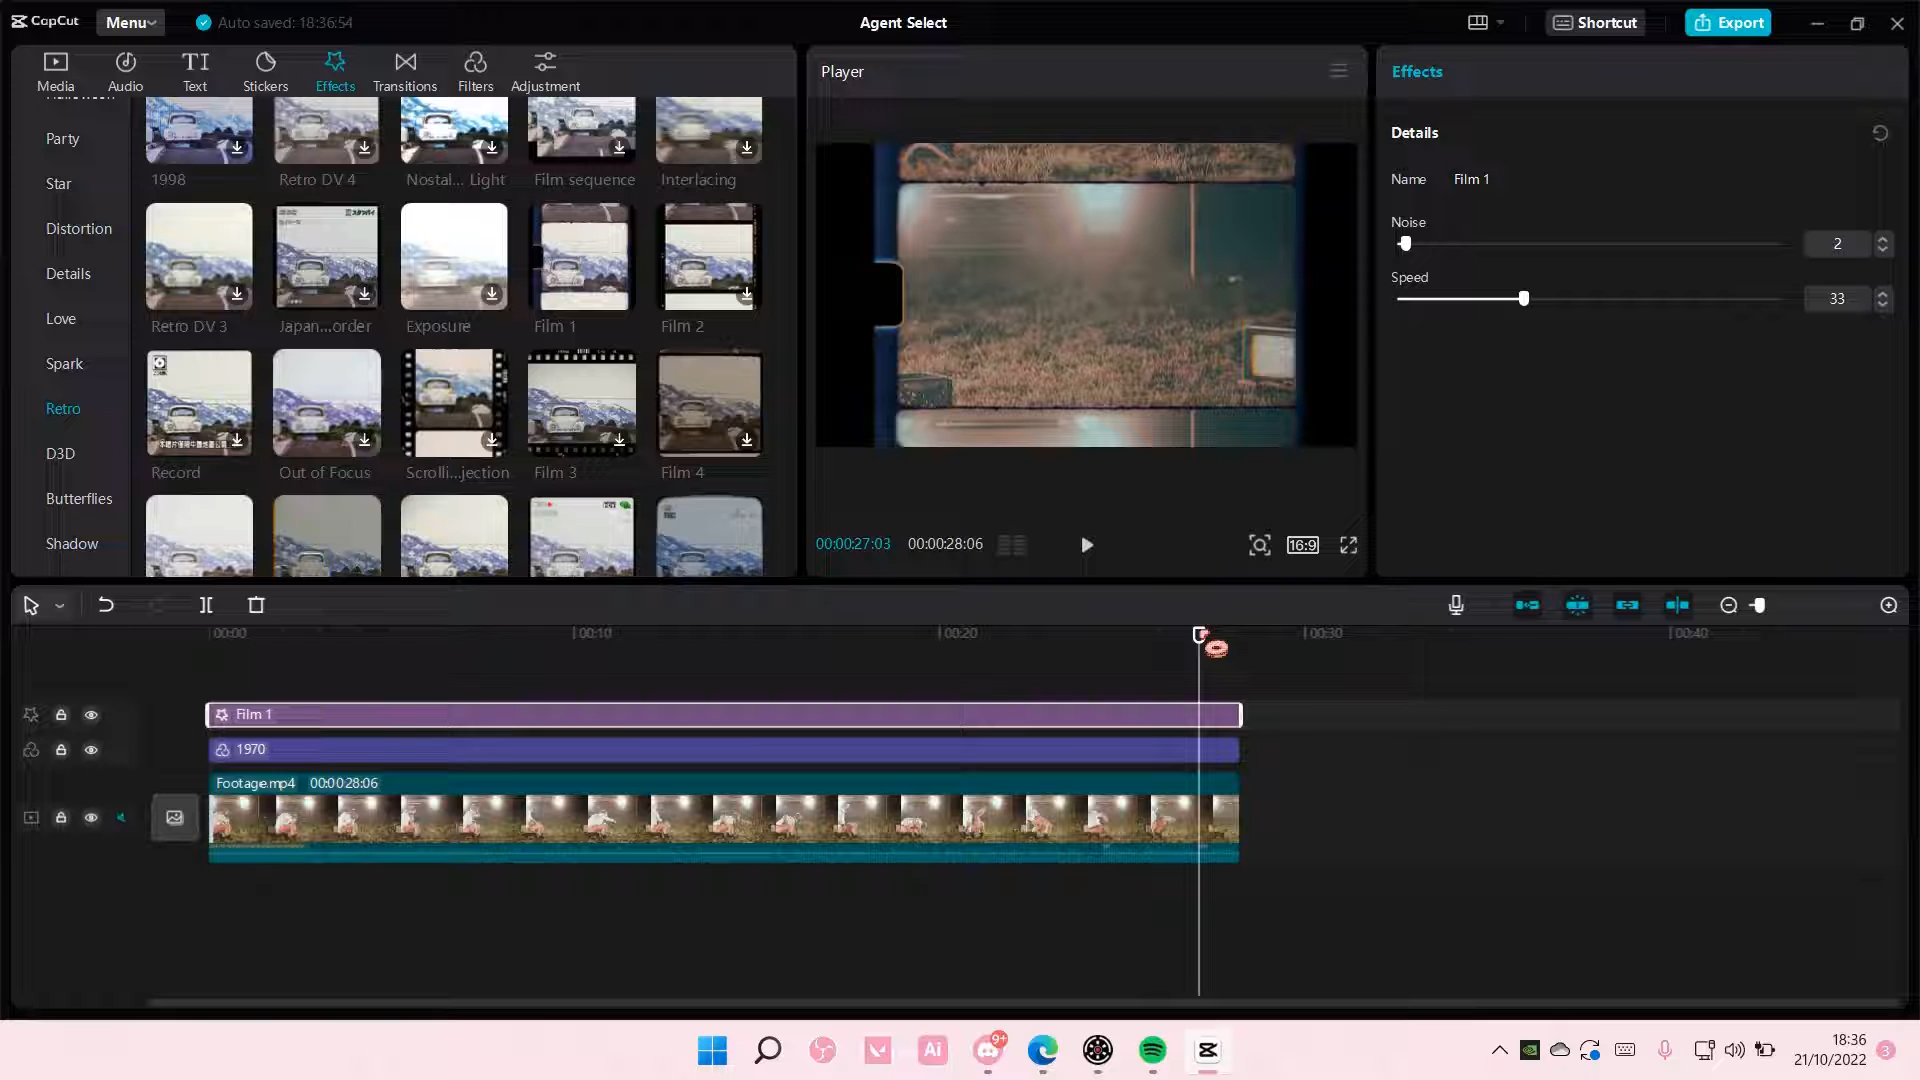 CapCut
Menu
Auto saved: 18:36:54
Agent Select
Shortcut
Export
Media
Audio
TI
Text
Stickers
Effects
Transitions
Filters
Adjustment
Party
Star
Distortion
Details
Love
Spark
Retro
D3D
Butterflies
Shadow
1998
Retro DV 4
Nostal... Light
Film sequence
Interlacing
Retro DV 3
Japan...order
Exposure
Film 1
Film 2
Record
Out of Focus
Scrolli...jection
Film 3
Film 4
Player
00:00:27:03
00:00:28:06
16:9
Effects
Details
Name
Film 1
Noise
2
Speed
33
00:00
00:10
00:20
00:30
00:40
Film 1
1970
Footage.mp4
00:00:28:06
Ai
9+
18:36
21/10/2022
3